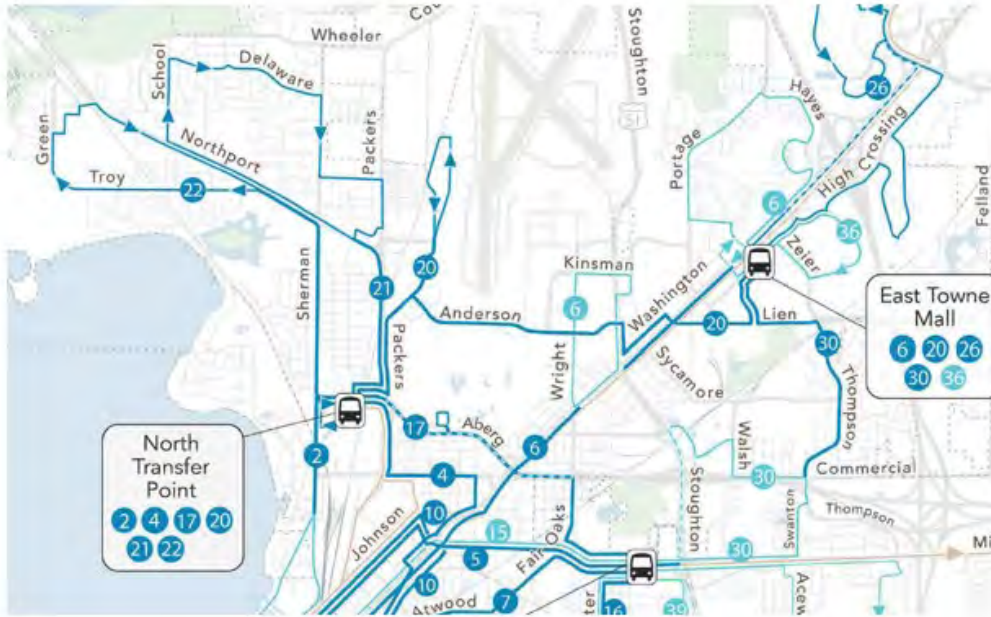 Wheeler
Stoughton
51
School
Delaware
Packers
Green
Northport
Troy
22
Hayes
26
Portage
High Crossing
Felland
6
36
Zeier
Sherman
21
20
Kinsman
6
Washington
Anderson
20
Lien
East Towne
Mall
6 20 26
30 36
Packers
Wright
Sycamore
30
Thompson
17
Aberg
6
Walsh
North
Transfer
Point
2 4 17 20
21 22
2
4
Stoughton
30
Commercial
Swanton
Thompson
Johnson
10
15
Fair Oaks
30
5
10
Atwood
7
16
39